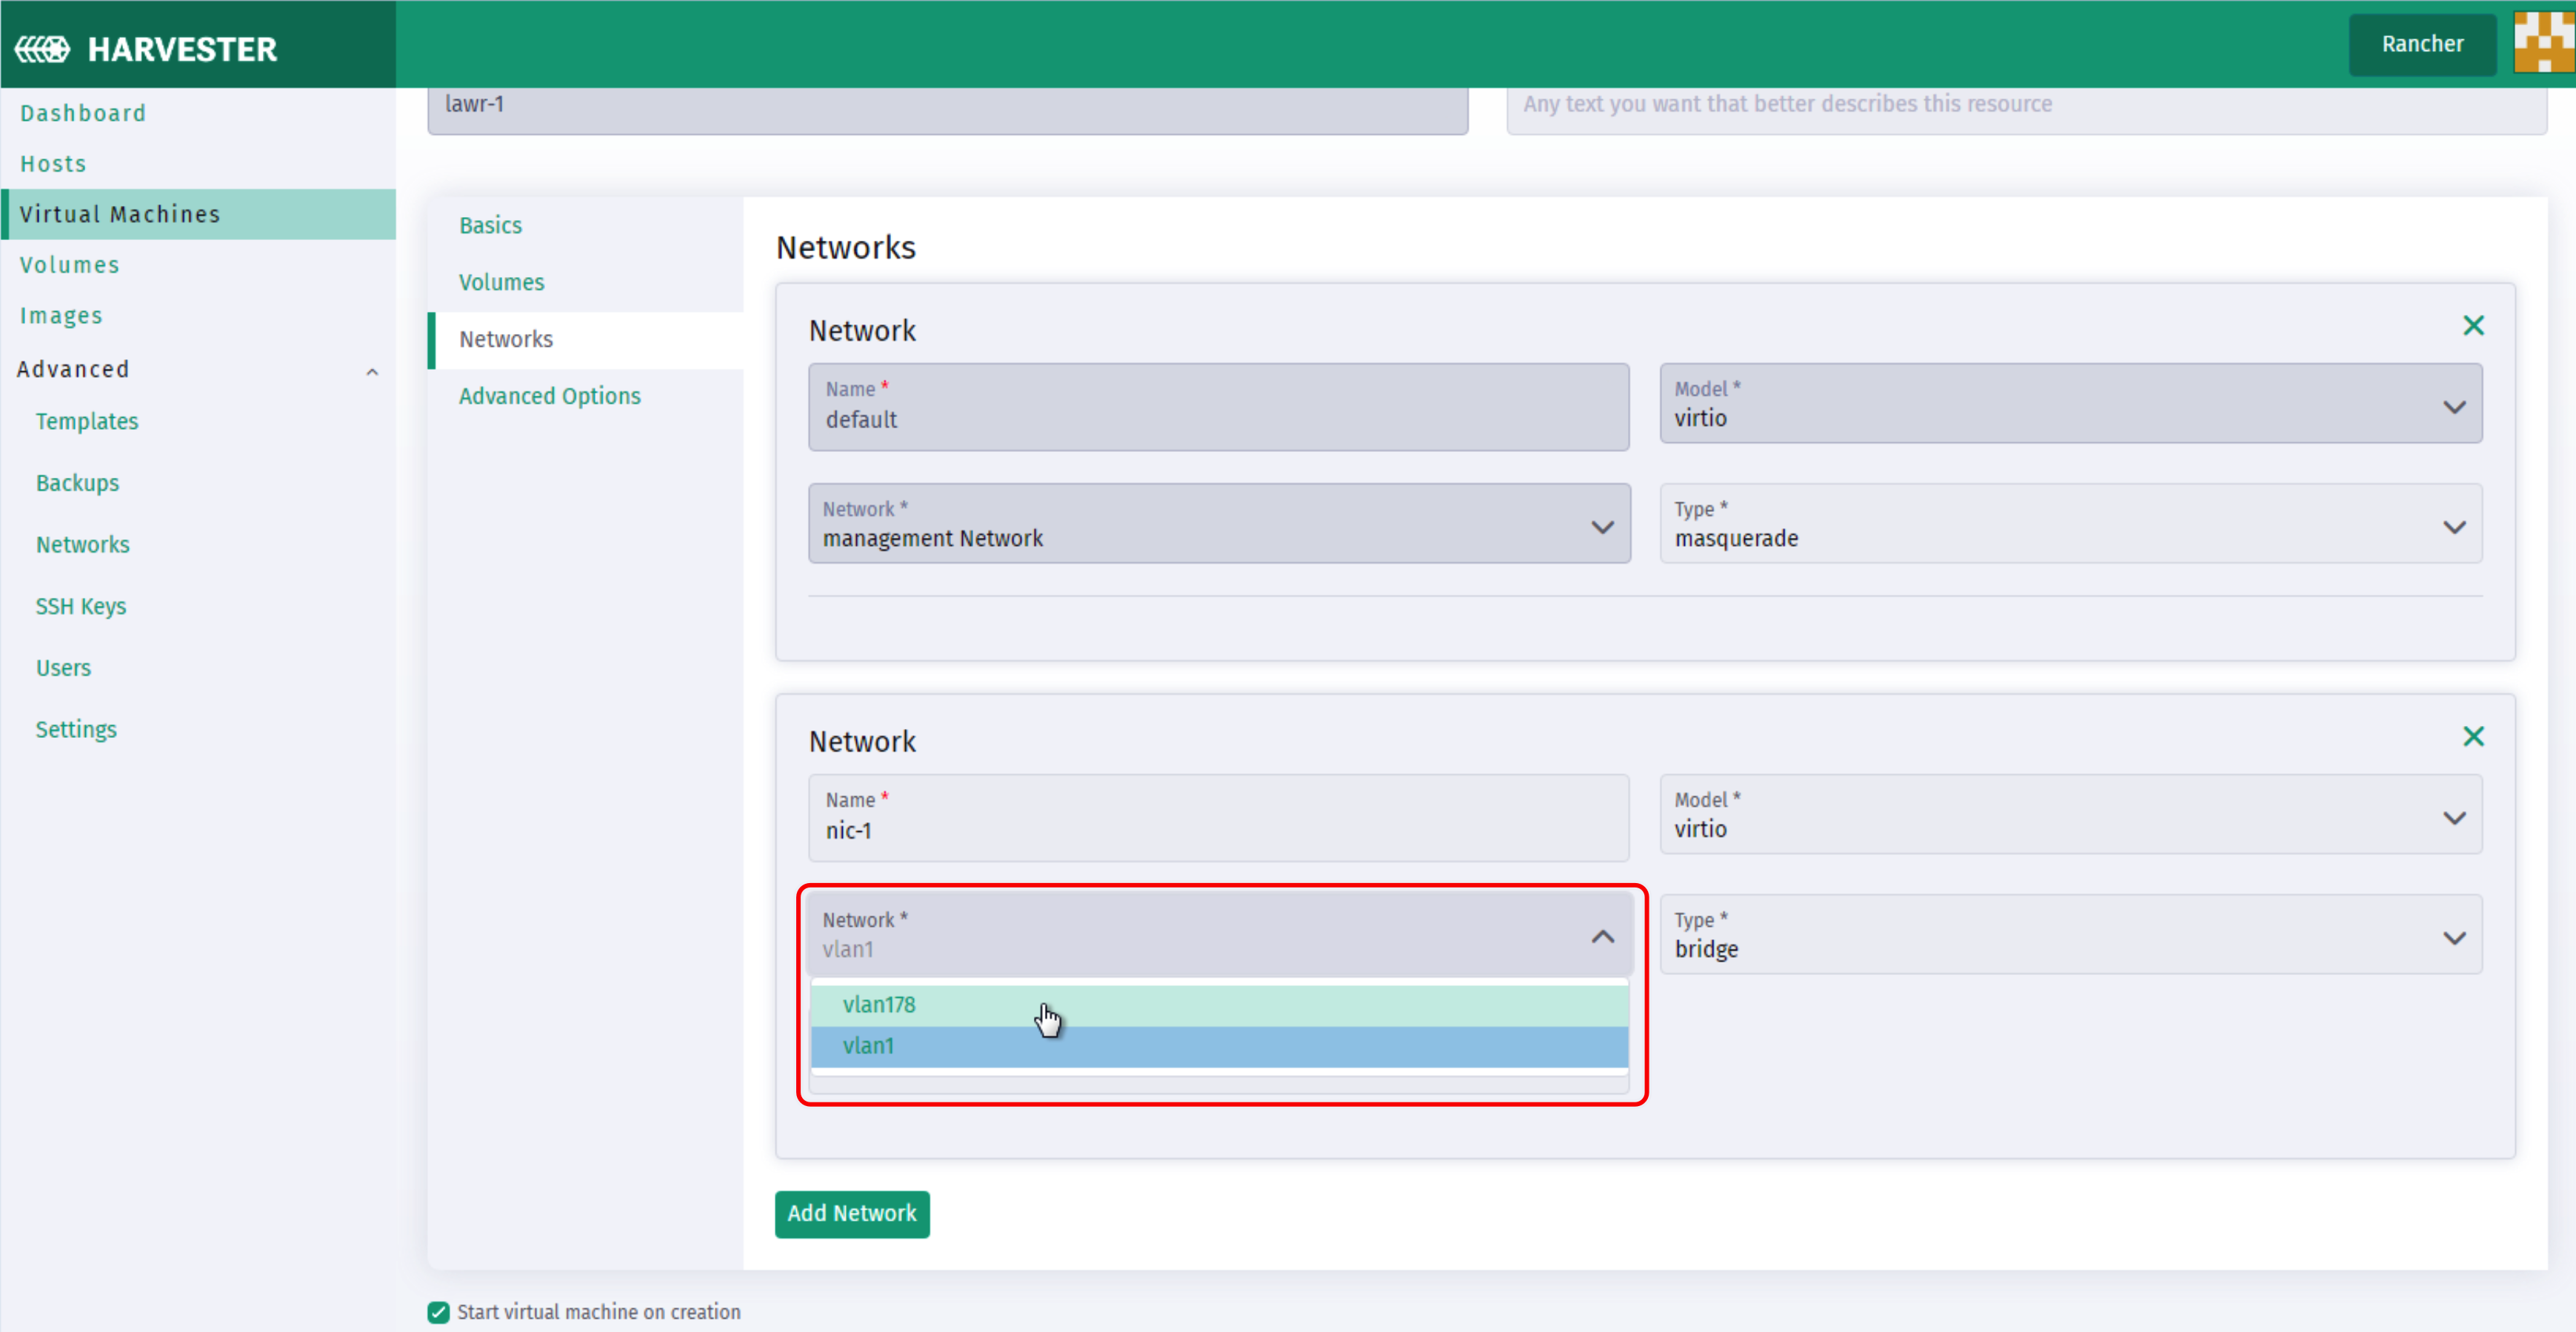 HARVESTER
Rancher
Dashboard
Hosts
Virtual Machines
Volumes
Images
Advanced
Templates
Backups
Networks
SSH Keys
Users
Settings
lawr-1
Any text you want that better describes this resource
Basics
Volumes
Networks
Advanced Options
Networks
Network
Name *
default
Model *
virtio
Network *
management Network
Type *
masquerade
Network
Name *
nic-1
Model *
virtio
Network *
vlan1
Type *
bridge
vlan178
vlan1
Add Network
Start virtual machine on creation